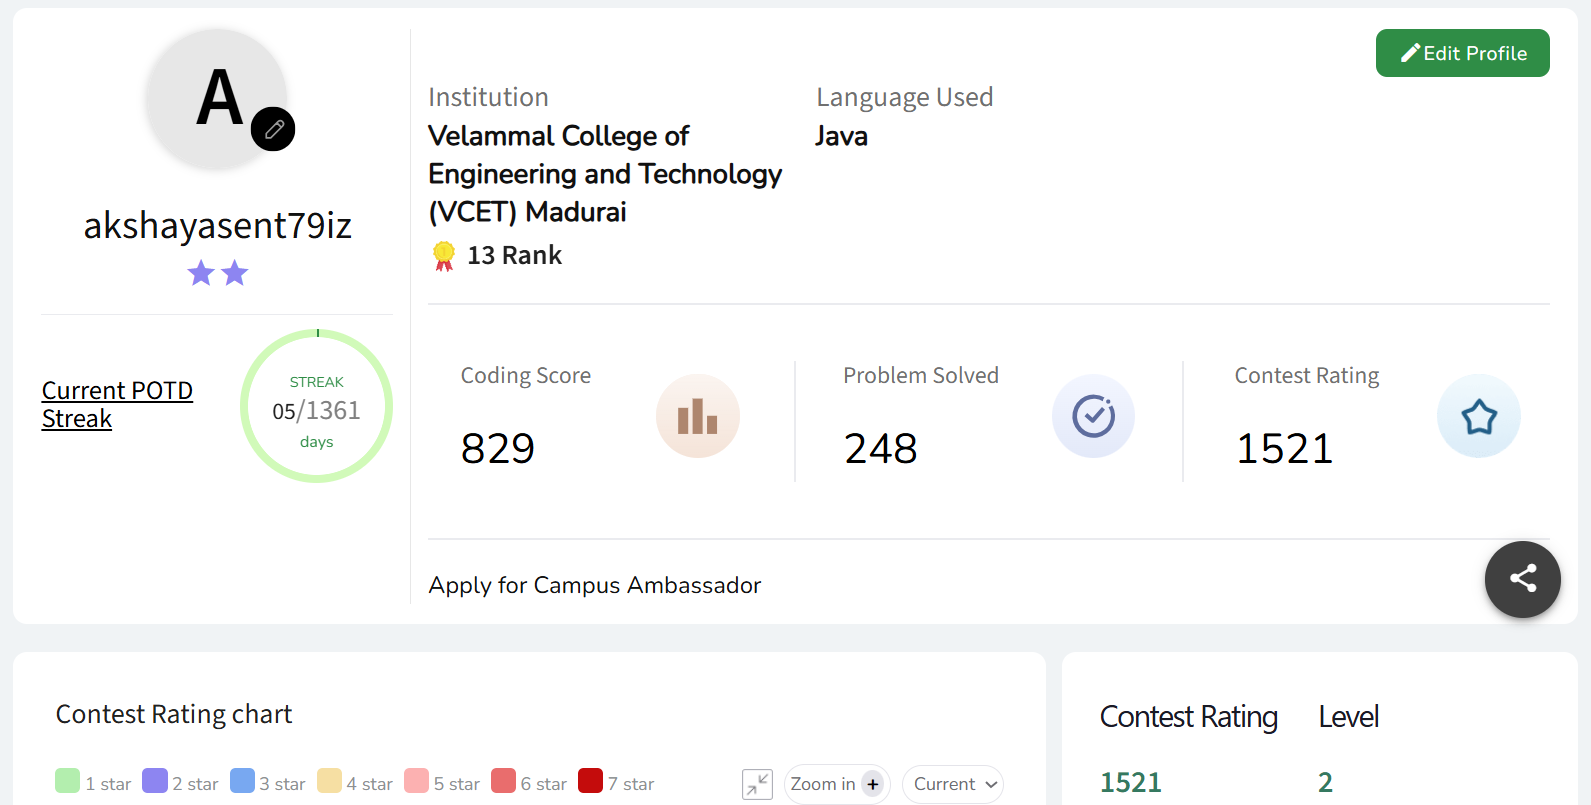 A
akshayasent79iz
Current POTD
Streak
STREAK
05/1361
days
Edit Profile
Institution
Velammal College of
Engineering and Technology
(VCET) Madurai
13 Rank
Language Used
Java
Coding Score
829
Problem Solved
248
Contest Rating
1521
Apply for Campus Ambassador
Contest Rating chart
1 star 2 star 3 star 4 star 5 star 6 star 7 star
Zoom in +
Current
Contest Rating Level
1521 2